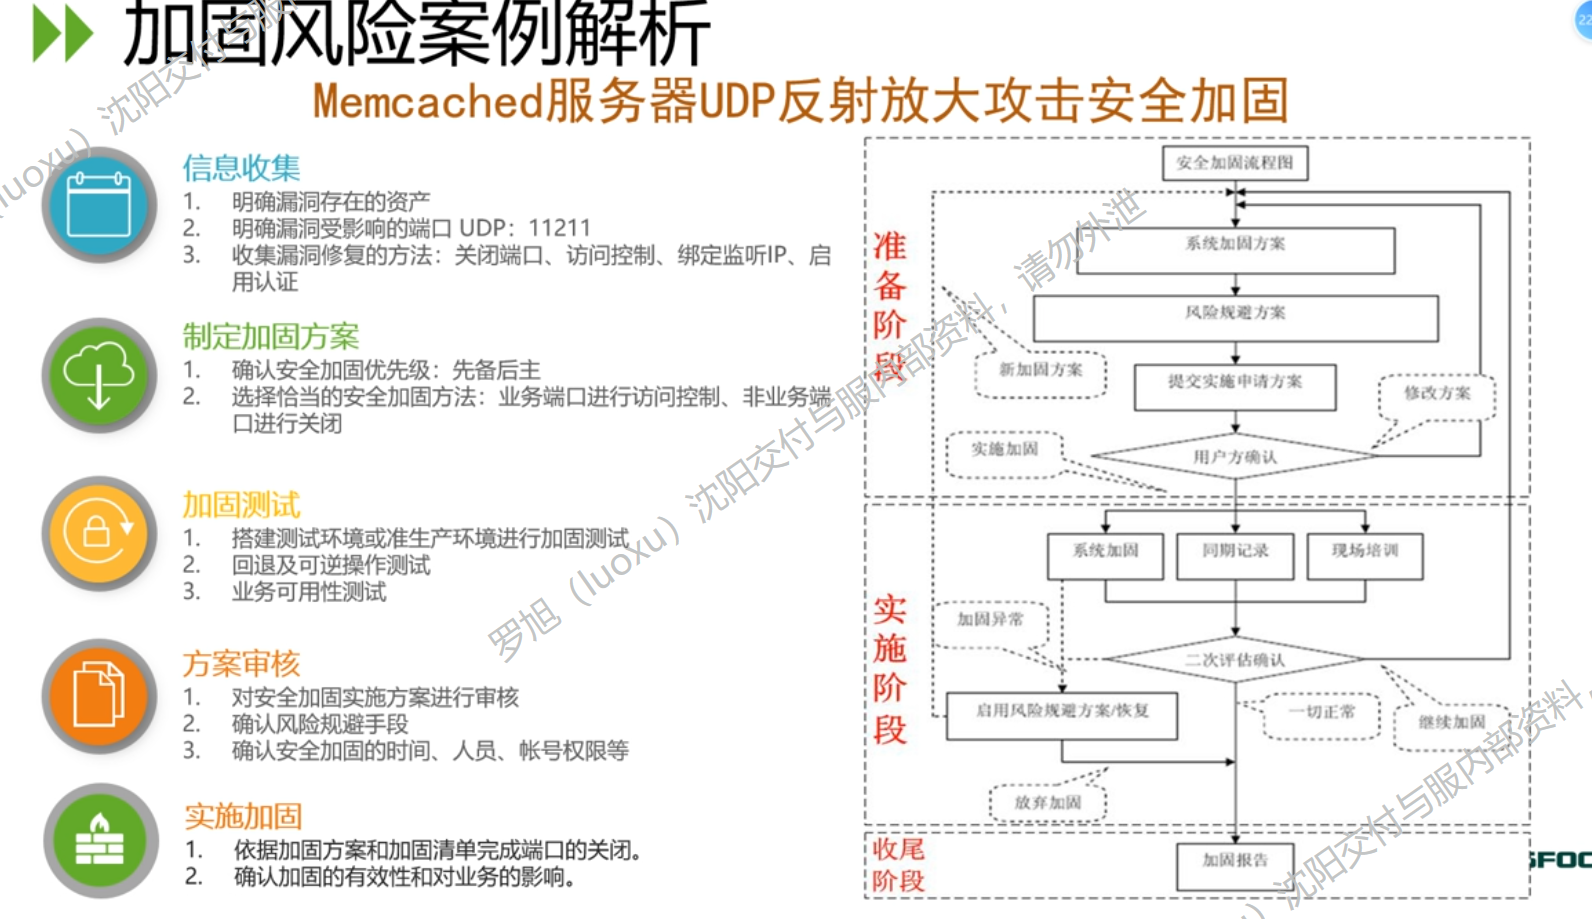 加固风险案例解析
22
Memcached服务器UDP反射放大攻击安全加固
信息收集
1. 明确漏洞存在的资产
2. 明确漏洞受影响的端口 UDP：11211
3. 收集漏洞修复的方法：关闭端口、访问控制、绑定监听IP、启
用认证
制定加固方案
1. 确认安全加固优先级：先备后主
2. 选择恰当的安全加固方法：业务端口进行访问控制、非业务端
口进行关闭
加固测试
1. 搭建测试环境或准生产环境进行加固测试
2. 回退及可逆操作测试
3. 业务可用性测试
方案审核
1. 对安全加固实施方案进行审核
2. 确认风险规避手段
3. 确认安全加固的时间、人员、帐号权限等
实施加固
1. 依据加固方案和加固清单完成端口的关闭。
2. 确认加固的有效性和对业务的影响。
准备阶段
安全加固流程图
系统加固方案
风险规避方案
新加固方案
提交实施申请方案
修改方案
实施加固
用户方确认
实施阶段
系统加固
同期记录
现场培训
加固异常
二次评估确认
启用风险规避方案/恢复
一切正常
继续加固
放弃加固
收尾
阶段
加固报告
SFOC
(luoxu）沈阳交付与服
罗旭（luoxu）沈阳交付与服内部资料，请勿外泄
）沈阳交付与服内部资料，